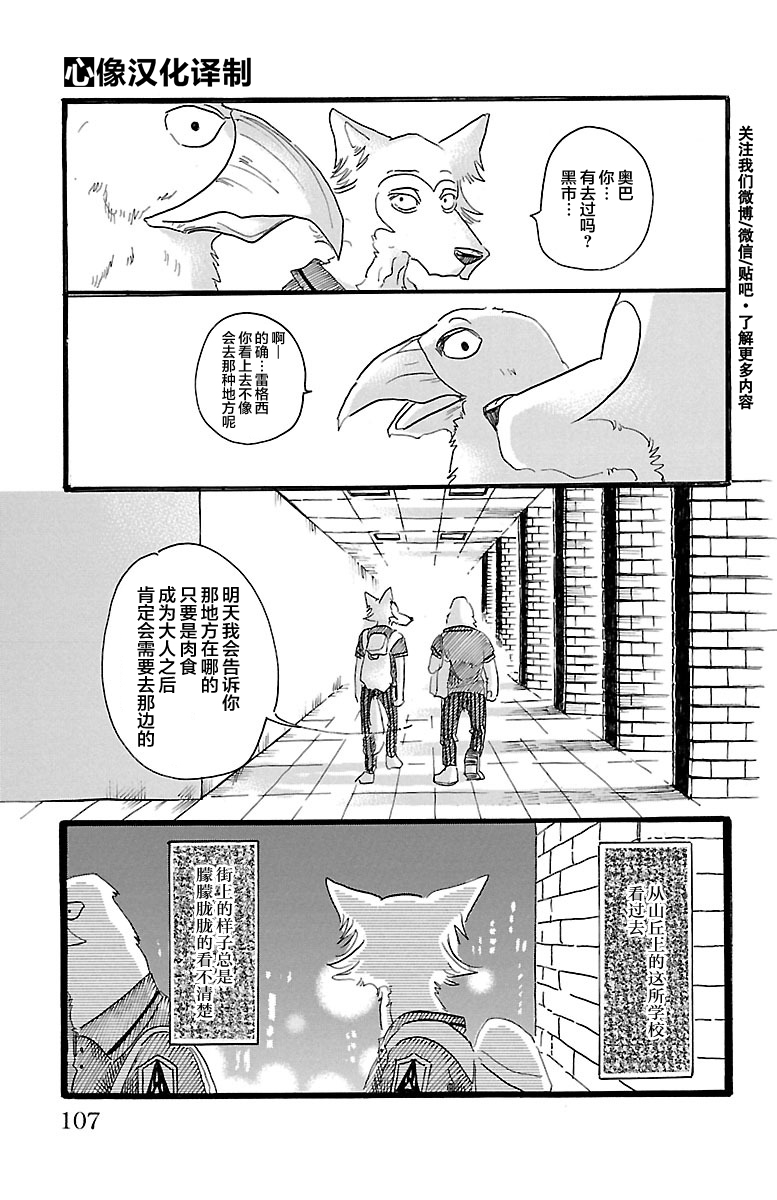 心像汉化译制
关注我们微博/微信/贴吧·了解更多内容
奥巴
你…
有去过吗？
黑市…
啊—
的确…雷格西
你看上去不像
会去那种地方呢
明天我会告诉你
那地方在哪的
只要是肉食
成为大人之后
肯定会需要去那边的
从山丘上的这所学校
看过去
街上的样子总是
朦朦胧胧的看不清楚
107